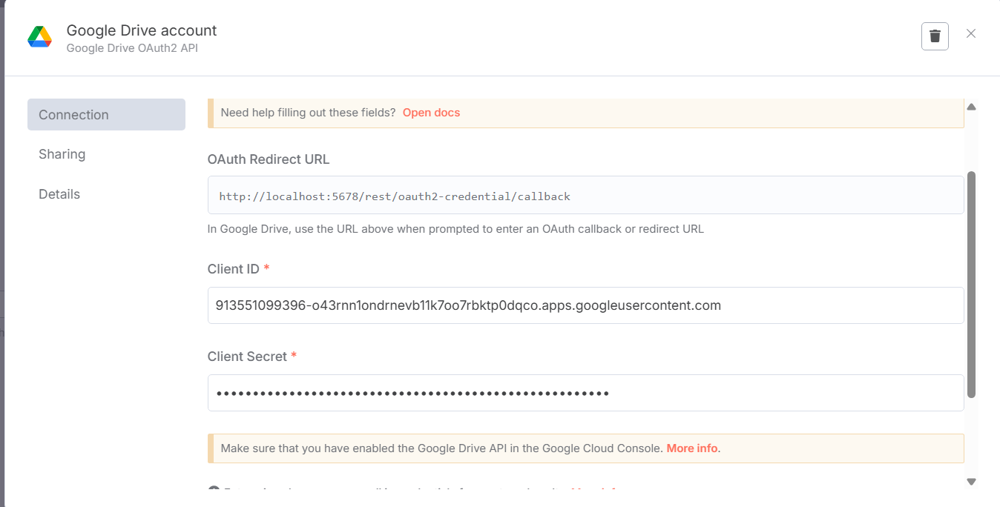 Google Drive account
Google Drive OAuth2 API
Connection
Sharing
Details
Need help filling out these fields? Open docs
OAuth Redirect URL
http://localhost:5678/rest/oauth2-credential/callback
In Google Drive, use the URL above when prompted to enter an OAuth callback or redirect URL
Client ID *
913551099396-o43rnn1ondrnevb11k7oo7rbktp0dqco.apps.googleusercontent.com
Client Secret *
••••••••••••••••••••••••••••••••••••••••••••••••••••••
Make sure that you have enabled the Google Drive API in the Google Cloud Console. More info.